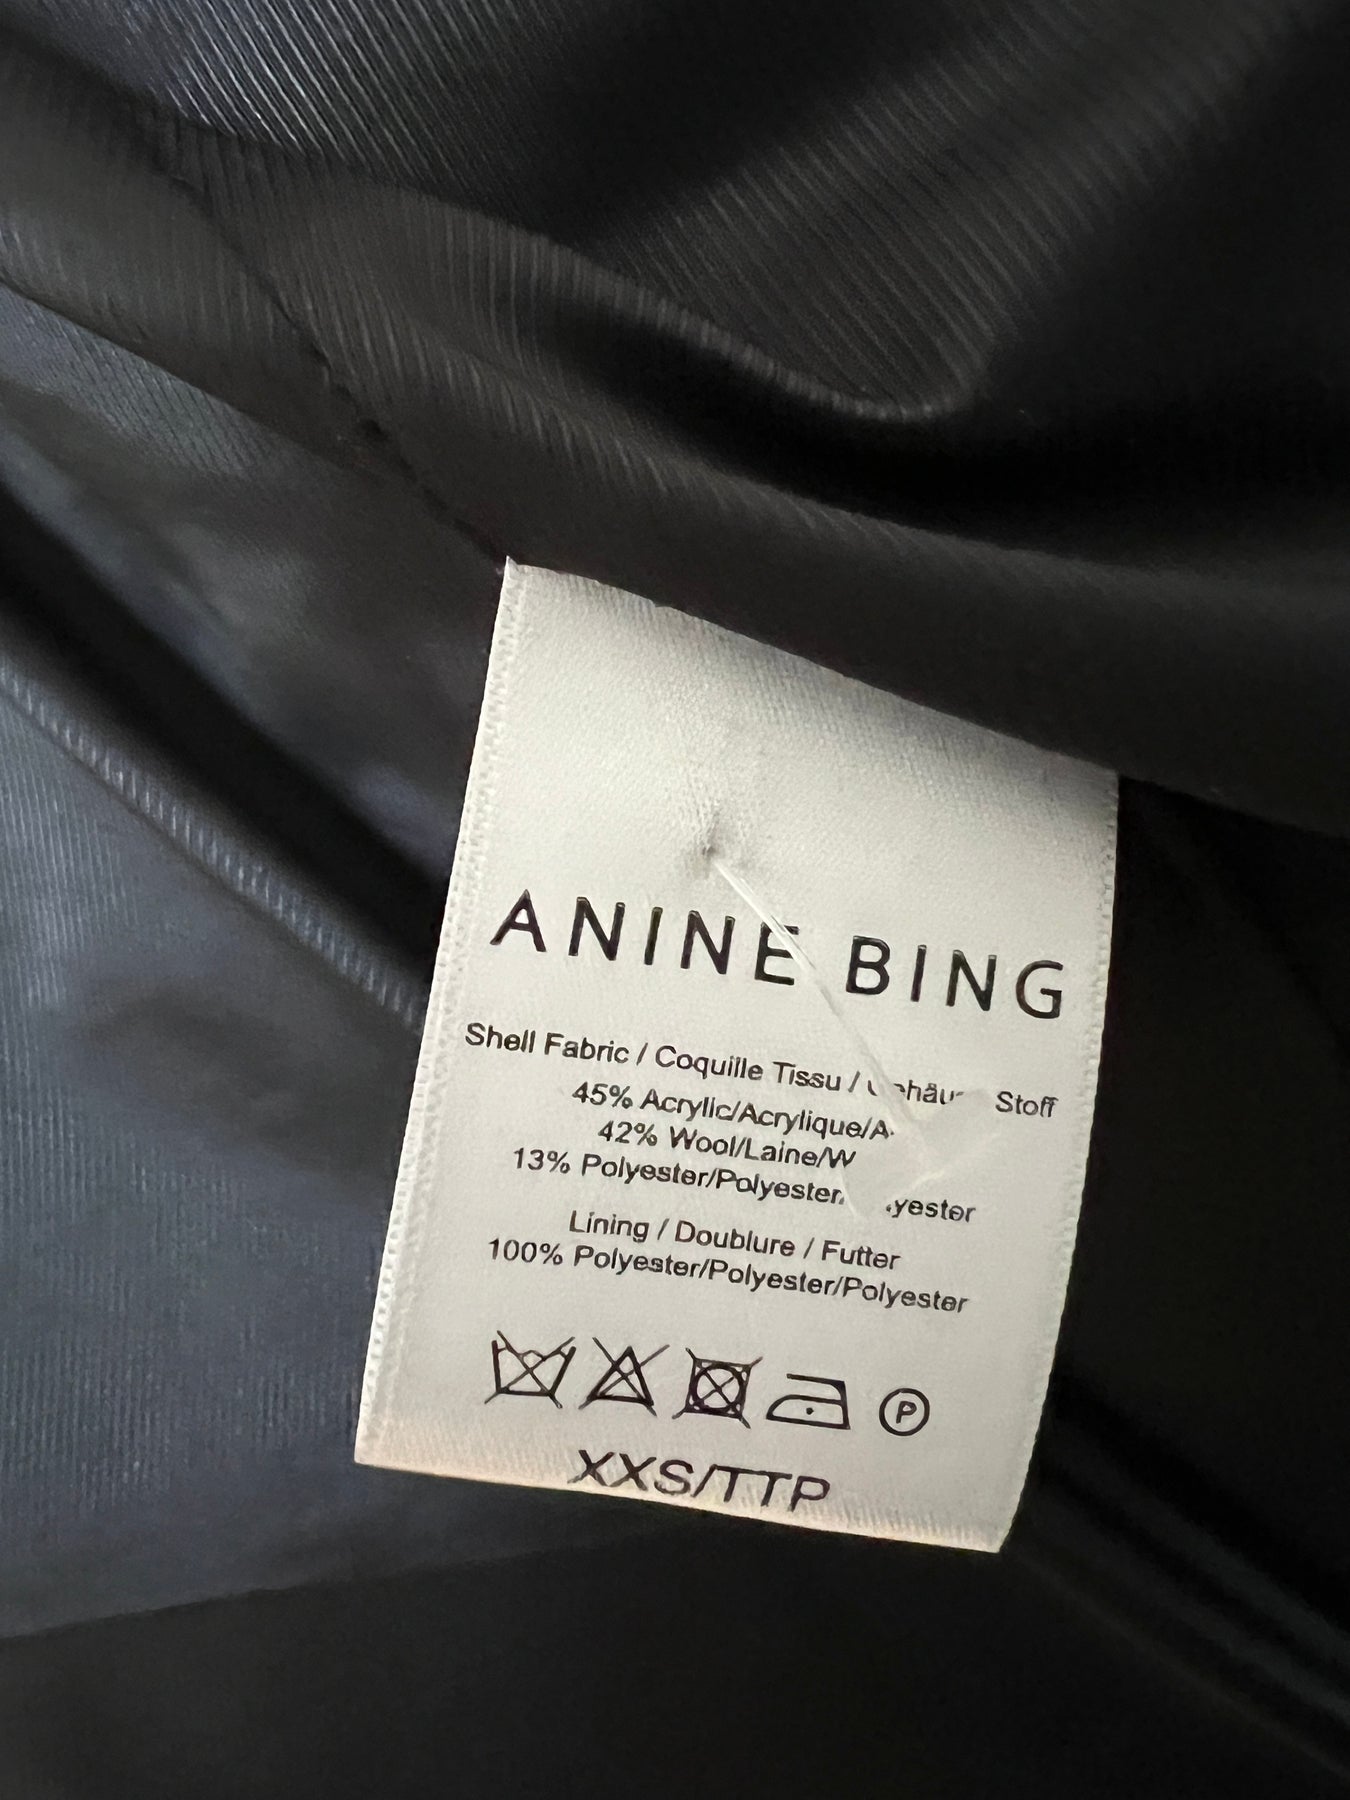 ANINE BING
Shell Fabric / Coquille Tissu / Stoff
45% Acrylic/Acrylique/
42% Wool/Laine/
13% Polyester/Polyester
Lining / Doublure / Futter
100% Polyester/Polyester/Polyester
P
XXS/TTP